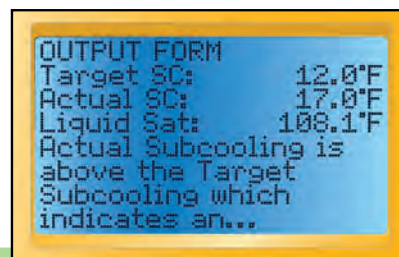 OUTPUT FORM
Target SC: 12.0°F
Actual SC: 17.0°F
Liquid Sat: 108.1°F
Actual Subcooling is
above the Target
Subcooling which
indicates an...